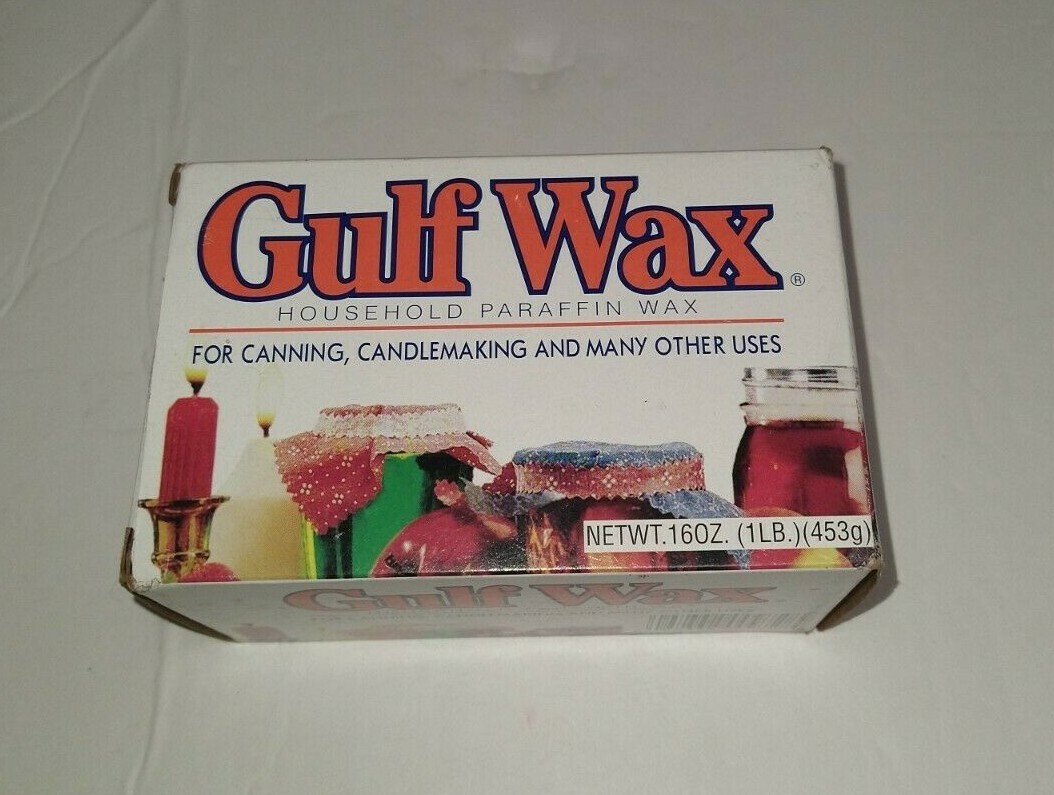 Gulf Wax ®
HOUSEHOLD PARAFFIN WAX
FOR CANNING, CANDLEMAKING AND MANY OTHER USES
NETWT.16OZ. (1LB.)(453g)
Gulf Wax